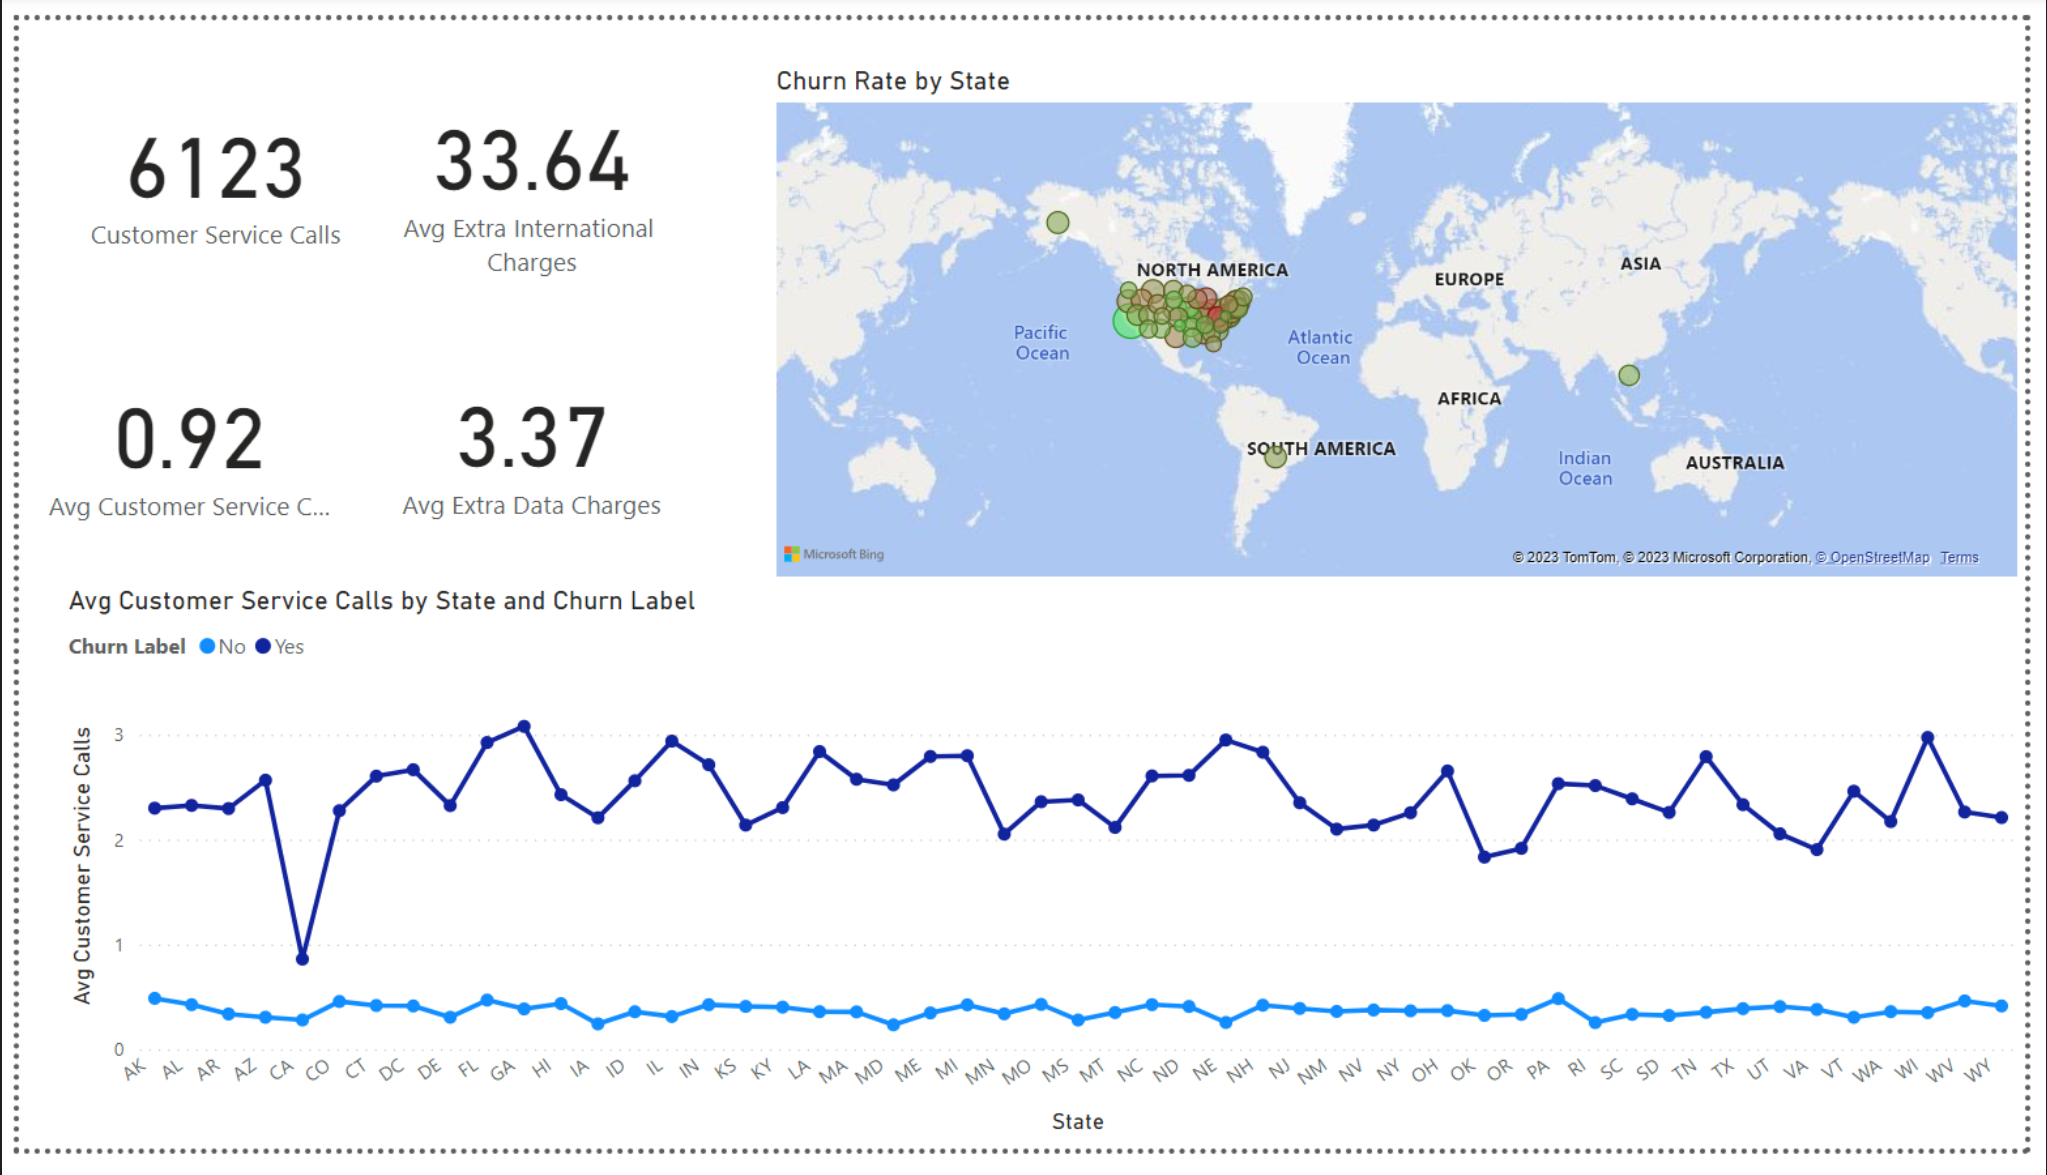 6123
Customer Service Calls
33.64
Avg Extra International
Charges
0.92
Avg Customer Service C...
3.37
Avg Extra Data Charges
Churn Rate by State
NORTH AMERICA
EUROPE
ASIA
Pacific
Ocean
Atlantic
Ocean
AFRICA
SOUTH AMERICA
Indian
Ocean
AUSTRALIA
Microsoft Bing
© 2023 TomTom, © 2023 Microsoft Corporation, © OpenStreetMap Terms
Avg Customer Service Calls by State and Churn Label
Churn Label No Yes
Avg Customer Service Calls
3
2
1
0
AK AL AR AZ CA CO CT DC DE FL GA HI IA ID IL IN KS KY LA MA MD ME MI MN MO MS MT NC ND NE NH NJ NM NV NY OH OK OR PA RI SC SD TN TX UT VA VT WA WI WV WY
State